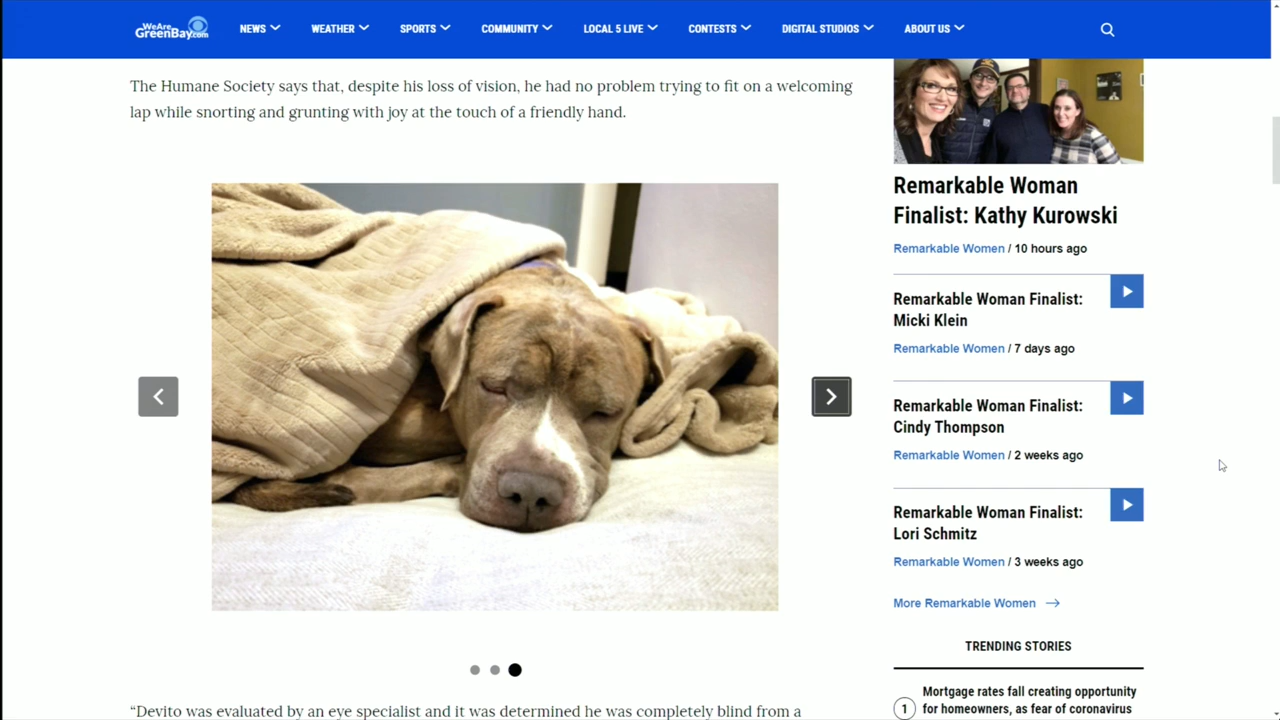 WeAre
GreenBay.com
NEWS
WEATHER
SPORTS
COMMUNITY
LOCAL 5 LIVE
CONTESTS
DIGITAL STUDIOS
ABOUT US
The Humane Society says that, despite his loss of vision, he had no problem trying to fit on a welcoming
lap while snorting and grunting with joy at the touch of a friendly hand.
“Devito was evaluated by an eye specialist and it was determined he was completely blind from a
Remarkable Woman
Finalist: Kathy Kurowski
Remarkable Women / 10 hours ago
Remarkable Woman Finalist:
Micki Klein
Remarkable Women / 7 days ago
Remarkable Woman Finalist:
Cindy Thompson
Remarkable Women / 2 weeks ago
Remarkable Woman Finalist:
Lori Schmitz
Remarkable Women / 3 weeks ago
More Remarkable Women
TRENDING STORIES
1
Mortgage rates fall creating opportunity
for homeowners, as fear of coronavirus